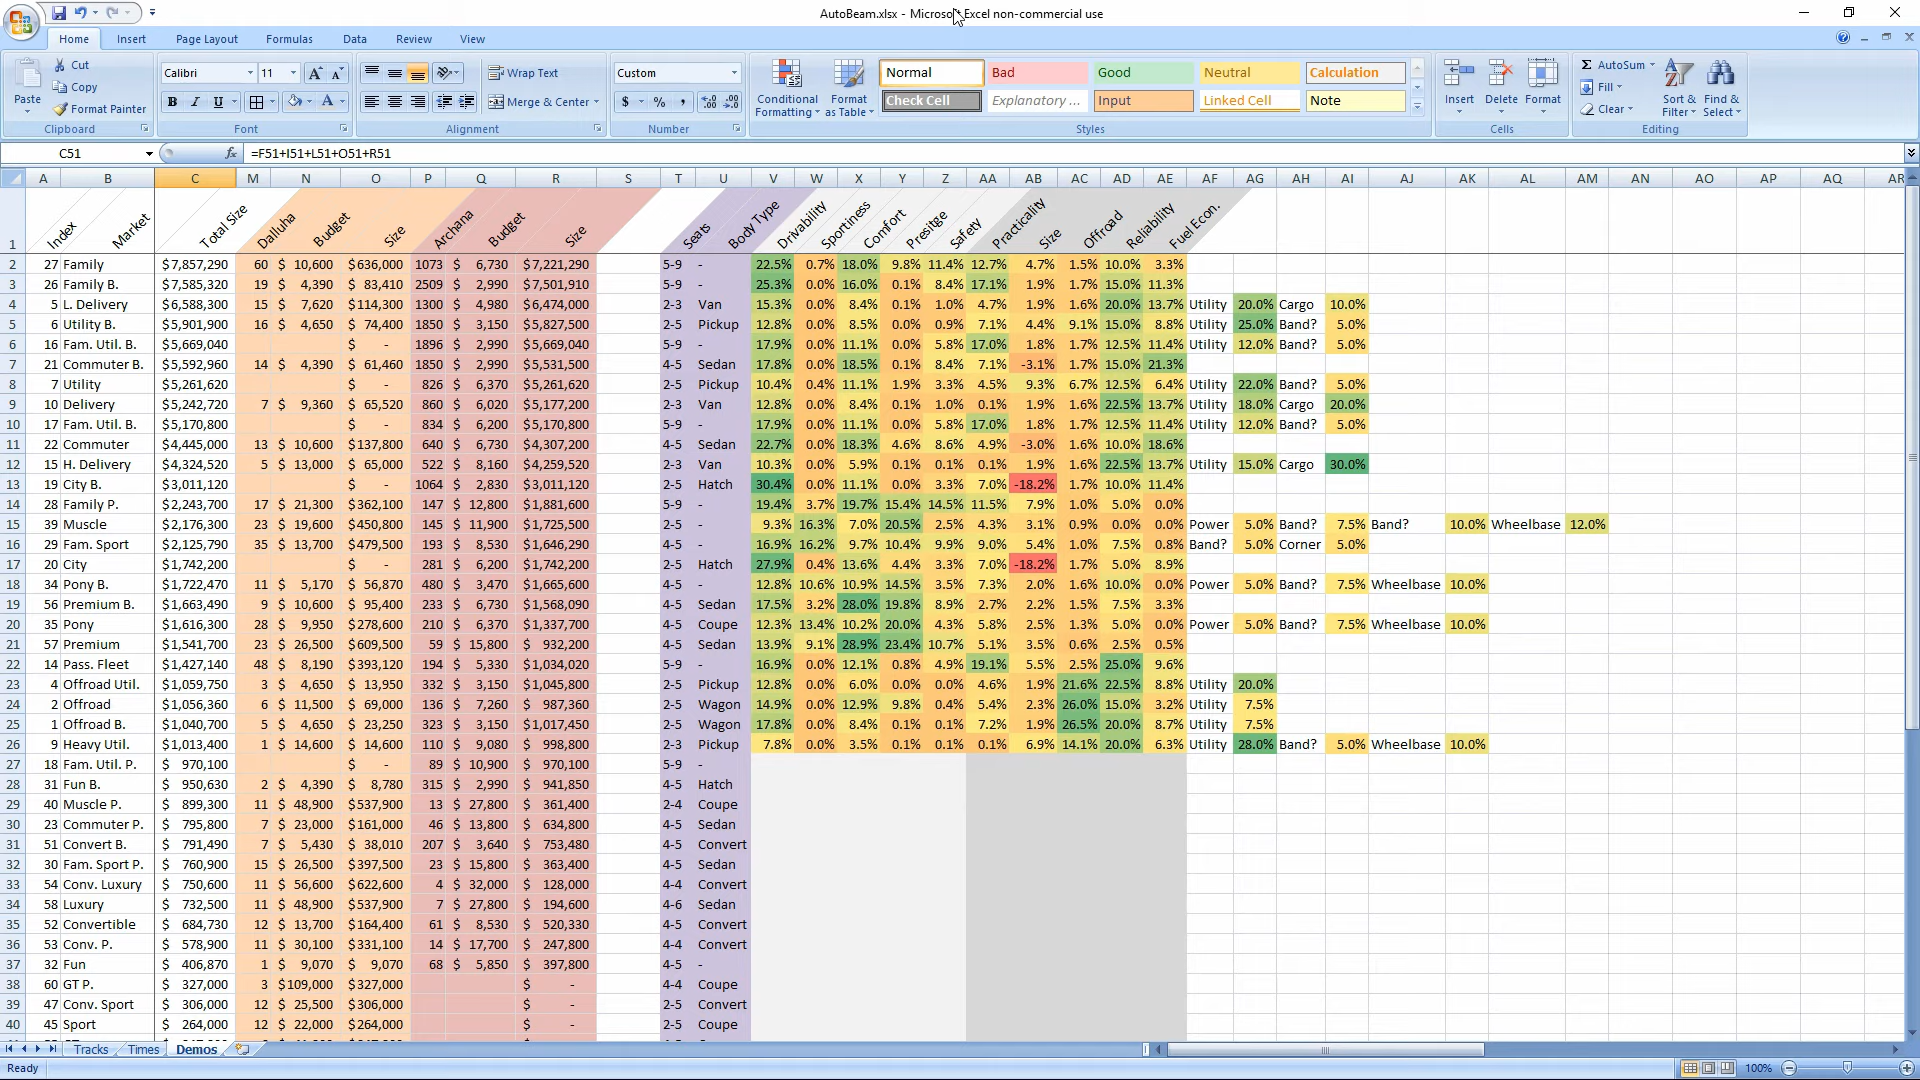 AutoBeam.xlsx - Microsoft Excel non-commercial use
Home Insert Page Layout Formulas Data Review View
Paste Cut Copy Format Painter Clipboard
Calibri 11 B I U Font
Wrap Text Merge & Center Alignment
Custom $ % , Number
Conditional Formatting Format as Table
Normal Bad Good Neutral Calculation
Check Cell Explanatory ... Input Linked Cell Note
Styles
Insert Delete Format Cells
AutoSum Fill Clear Sort & Filter Find & Select Editing
C51 fx =F51+I51+L51+O51+R51
A B C M N O P Q R S T U V W X Y Z AA AB AC AD AE AF AG AH AI AJ AK AL AM AN AO AP AQ AR
1 Index Market Total Size Dalluha Budget Size Archana Budget Size Seats Body Type Drivability Sportiness Comfort Presitge Safety Practicality Size Offroad Reliability Fuel Econ.
2 27 Family $7,857,290 60 $ 10,600 $636,000 1073 $ 6,730 $7,221,290 5-9 - 22.5% 0.7% 18.0% 9.8% 11.4% 12.7% 4.7% 1.5% 10.0% 3.3%
3 26 Family B. $7,585,320 19 $ 4,390 $ 83,410 2509 $ 2,990 $7,501,910 5-9 - 25.3% 0.0% 16.0% 0.1% 8.4% 17.1% 1.9% 1.7% 15.0% 11.3%
4 5 L. Delivery $6,588,300 15 $ 7,620 $114,300 1300 $ 4,980 $6,474,000 2-3 Van 15.3% 0.0% 8.4% 0.1% 1.0% 4.7% 1.9% 1.6% 20.0% 13.7% Utility 20.0% Cargo 10.0%
5 6 Utility B. $5,901,900 16 $ 4,650 $ 74,400 1850 $ 3,150 $5,827,500 2-5 Pickup 12.8% 0.0% 8.5% 0.0% 0.9% 7.1% 4.4% 9.1% 15.0% 8.8% Utility 25.0% Band? 5.0%
6 16 Fam. Util. B. $5,669,040 $ - 1896 $ 2,990 $5,669,040 5-9 - 17.9% 0.0% 11.1% 0.1% 5.8% 17.0% 1.8% 1.7% 12.5% 11.4% Utility 12.0% Band? 5.0%
7 21 Commuter B. $5,592,960 14 $ 4,390 $ 61,460 1850 $ 2,990 $5,531,500 4-5 Sedan 17.8% 0.0% 18.5% 0.1% 8.4% 7.1% -3.1% 1.7% 15.0% 21.3%
8 7 Utility $5,261,620 $ - 826 $ 6,370 $5,261,620 2-5 Pickup 10.4% 0.4% 11.1% 1.9% 3.3% 4.5% 9.3% 6.7% 12.5% 6.4% Utility 22.0% Band? 5.0%
9 10 Delivery $5,242,720 7 $ 9,360 $ 65,520 860 $ 6,020 $5,177,200 2-3 Van 12.8% 0.0% 8.4% 0.1% 1.0% 0.1% 1.9% 1.6% 22.5% 13.7% Utility 18.0% Cargo 20.0%
10 17 Fam. Util. B. $5,170,800 $ - 834 $ 6,200 $5,170,800 5-9 - 17.9% 0.0% 11.1% 0.0% 5.8% 17.0% 1.8% 1.7% 12.5% 11.4% Utility 12.0% Band? 5.0%
11 22 Commuter $4,445,000 13 $ 10,600 $137,800 640 $ 6,730 $4,307,200 4-5 Sedan 22.7% 0.0% 18.3% 4.6% 8.6% 4.9% -3.0% 1.6% 10.0% 18.6%
12 15 H. Delivery $4,324,520 5 $ 13,000 $ 65,000 522 $ 8,160 $4,259,520 2-3 Van 10.3% 0.0% 5.9% 0.1% 0.1% 0.1% 1.9% 1.6% 22.5% 13.7% Utility 15.0% Cargo 30.0%
13 19 City B. $3,011,120 $ - 1064 $ 2,830 $3,011,120 2-5 Hatch 30.4% 0.0% 11.1% 0.0% 3.3% 7.0% -18.2% 1.7% 10.0% 11.4%
14 28 Family P. $2,243,700 17 $ 21,300 $362,100 147 $ 12,800 $1,881,600 5-9 - 19.4% 3.7% 19.7% 15.4% 14.5% 11.5% 7.9% 1.0% 5.0% 0.0%
15 39 Muscle $2,176,300 23 $ 19,600 $450,800 145 $ 11,900 $1,725,500 2-5 - 9.3% 16.3% 7.0% 20.5% 2.5% 4.3% 3.1% 0.9% 0.0% 0.0% Power 5.0% Band? 7.5% Band? 10.0% Wheelbase 12.0%
16 29 Fam. Sport $2,125,790 35 $ 13,700 $479,500 193 $ 8,530 $1,646,290 4-5 - 16.9% 16.2% 9.7% 10.4% 9.9% 9.0% 5.4% 1.0% 7.5% 0.8% Band? 5.0% Corner 5.0%
17 20 City $1,742,200 $ - 281 $ 6,200 $1,742,200 2-5 Hatch 27.9% 0.4% 13.6% 4.4% 3.3% 7.3% -18.2% 1.7% 5.0% 8.9%
18 34 Pony B. $1,722,470 11 $ 5,170 $ 56,870 480 $ 3,470 $1,665,600 4-5 - 12.8% 10.6% 10.9% 14.5% 3.5% 7.3% 2.0% 1.6% 10.0% 0.0% Power 5.0% Band? 7.5% Wheelbase 10.0%
19 56 Premium B. $1,663,490 9 $ 10,600 $ 95,400 233 $ 6,730 $1,568,090 4-5 Sedan 17.5% 3.2% 28.0% 19.8% 8.9% 2.7% 2.2% 1.5% 7.5% 3.3%
20 35 Pony $1,616,300 28 $ 9,950 $278,600 210 $ 6,370 $1,337,700 4-5 Coupe 12.3% 13.4% 10.2% 20.0% 4.3% 5.8% 2.5% 1.3% 5.0% 0.0% Power 5.0% Band? 7.5% Wheelbase 10.0%
21 57 Premium $1,541,700 23 $ 26,500 $609,500 59 $ 15,800 $ 932,200 4-5 Sedan 13.9% 9.1% 28.9% 23.4% 10.7% 5.1% 3.5% 0.6% 2.5% 0.5%
22 14 Pass. Fleet $1,427,140 48 $ 8,190 $393,120 194 $ 5,330 $1,034,020 5-9 - 16.9% 0.0% 12.1% 0.8% 4.9% 19.1% 5.5% 2.5% 25.0% 9.6%
23 4 Offroad Util. $1,059,750 3 $ 4,650 $ 13,950 332 $ 3,150 $1,045,800 2-5 Pickup 12.8% 0.0% 6.0% 0.0% 0.0% 4.6% 1.9% 21.6% 22.5% 8.8% Utility 20.0%
24 2 Offroad $1,056,360 6 $ 11,500 $ 69,000 136 $ 7,260 $ 987,360 2-5 Wagon 14.9% 0.0% 12.9% 9.8% 0.4% 5.4% 2.3% 26.0% 15.0% 3.2% Utility 7.5%
25 1 Offroad B. $1,040,700 5 $ 4,650 $ 23,250 323 $ 3,150 $1,017,450 2-5 Wagon 17.8% 0.0% 8.4% 0.1% 0.1% 7.2% 1.9% 26.5% 20.0% 8.7% Utility 7.5%
26 9 Heavy Util. $1,013,400 1 $ 14,600 $ 14,600 110 $ 9,080 $ 998,800 2-3 Pickup 7.8% 0.0% 3.5% 0.1% 0.1% 0.1% 6.9% 14.1% 20.0% 6.3% Utility 28.0% Band? 5.0% Wheelbase 10.0%
27 18 Fam. Util. P. $ 970,100 $ - 89 $ 10,900 $ 970,100 5-9 -
28 31 Fun B. $ 950,630 2 $ 4,390 $ 8,780 315 $ 2,990 $ 941,850 4-5 Hatch
29 40 Muscle P. $ 899,300 11 $ 48,900 $537,900 13 $ 27,800 $ 361,400 2-4 Coupe
30 23 Commuter P. $ 795,800 7 $ 23,000 $161,000 46 $ 13,800 $ 634,800 4-5 Sedan
31 51 Convert B. $ 791,490 7 $ 5,430 $ 38,010 207 $ 3,640 $ 753,480 4-5 Convert
32 30 Fam. Sport P. $ 760,900 15 $ 26,500 $397,500 23 $ 15,800 $ 363,400 4-5 Sedan
33 54 Conv. Luxury $ 750,600 11 $ 56,600 $622,600 4 $ 32,000 $ 128,000 4-4 Convert
34 58 Luxury $ 732,500 11 $ 48,900 $537,900 7 $ 27,800 $ 194,600 4-6 Sedan
35 52 Convertible $ 684,730 12 $ 13,700 $164,400 61 $ 8,530 $ 520,330 4-5 Convert
36 53 Conv. P. $ 578,900 11 $ 30,100 $331,100 14 $ 17,700 $ 247,800 4-4 Convert
37 32 Fun $ 406,870 1 $ 9,070 $ 9,070 68 $ 5,850 $ 397,800 4-5 -
38 60 GT P. $ 327,000 3 $109,000 $327,000 $ - 4-4 Coupe
39 47 Conv. Sport $ 306,000 12 $ 25,500 $306,000 $ - 2-5 Convert
40 45 Sport $ 264,000 12 $ 22,000 $264,000 $ - 2-5 Coupe
Tracks Times Demos
Ready 100%